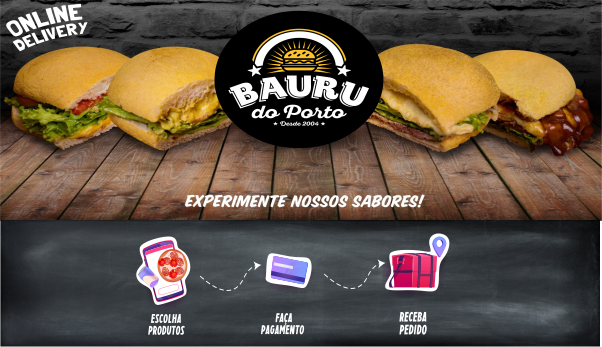 ONLINE
DELIVERY
BAURU
do Porto
Desde 2004
EXPERIMENTE NOSSOS SABORES!
ESCOLHA
PRODUTOS
FAÇA
PAGAMENTO
RECEBA
PEDIDO